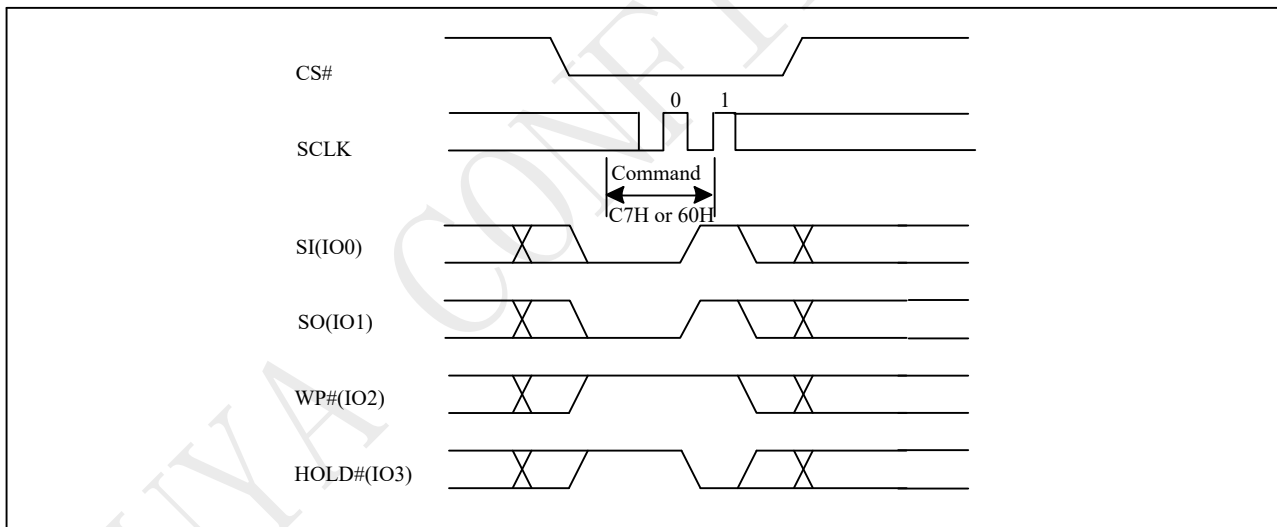 CS#
0 1
SCLK
Command
C7H or 60H
SI(IO0)
SO(IO1)
WP#(IO2)
HOLD#(IO3)